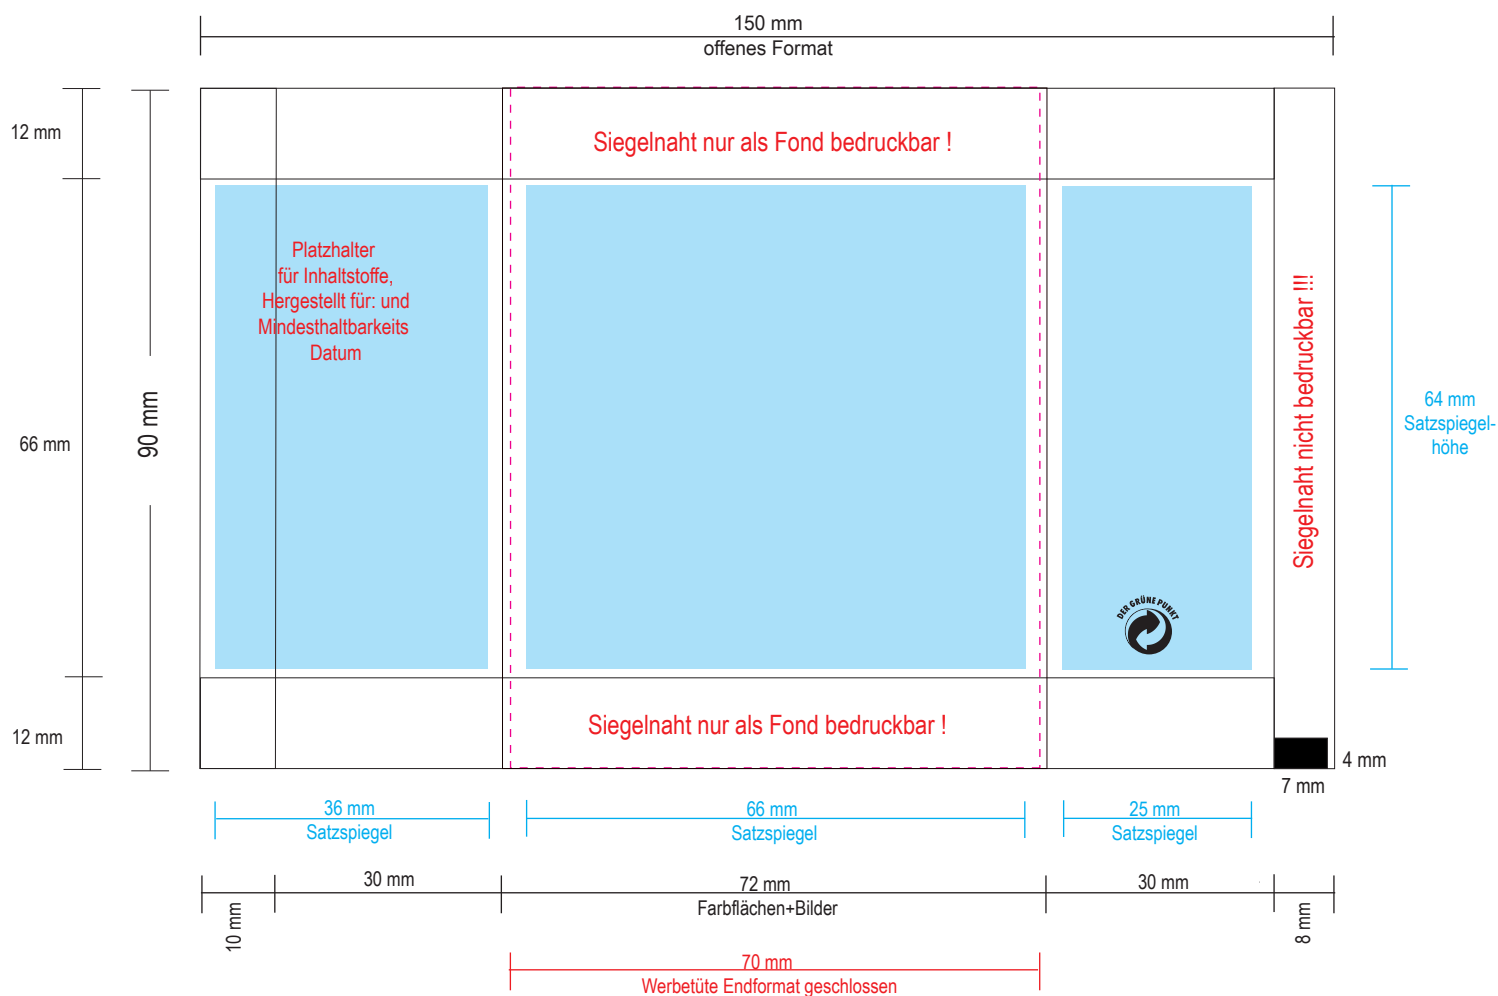 150 mm
offenes Format
12 mm
Siegelnaht nur als Fond bedruckbar !
Platzhalter
für Inhaltstoffe,
Hergestellt für: und
Mindesthaltbarkeits
Datum
66 mm
90 mm
Siegelnaht nicht bedruckbar !!!
64 mm
Satzspiegel-
höhe
DER GRÜNE PUNKT
12 mm
Siegelnaht nur als Fond bedruckbar !
4 mm
7 mm
36 mm
Satzspiegel
66 mm
Satzspiegel
25 mm
Satzspiegel
10 mm
30 mm
72 mm
Farbflächen+Bilder
30 mm
8 mm
70 mm
Werbetüte Endformat geschlossen